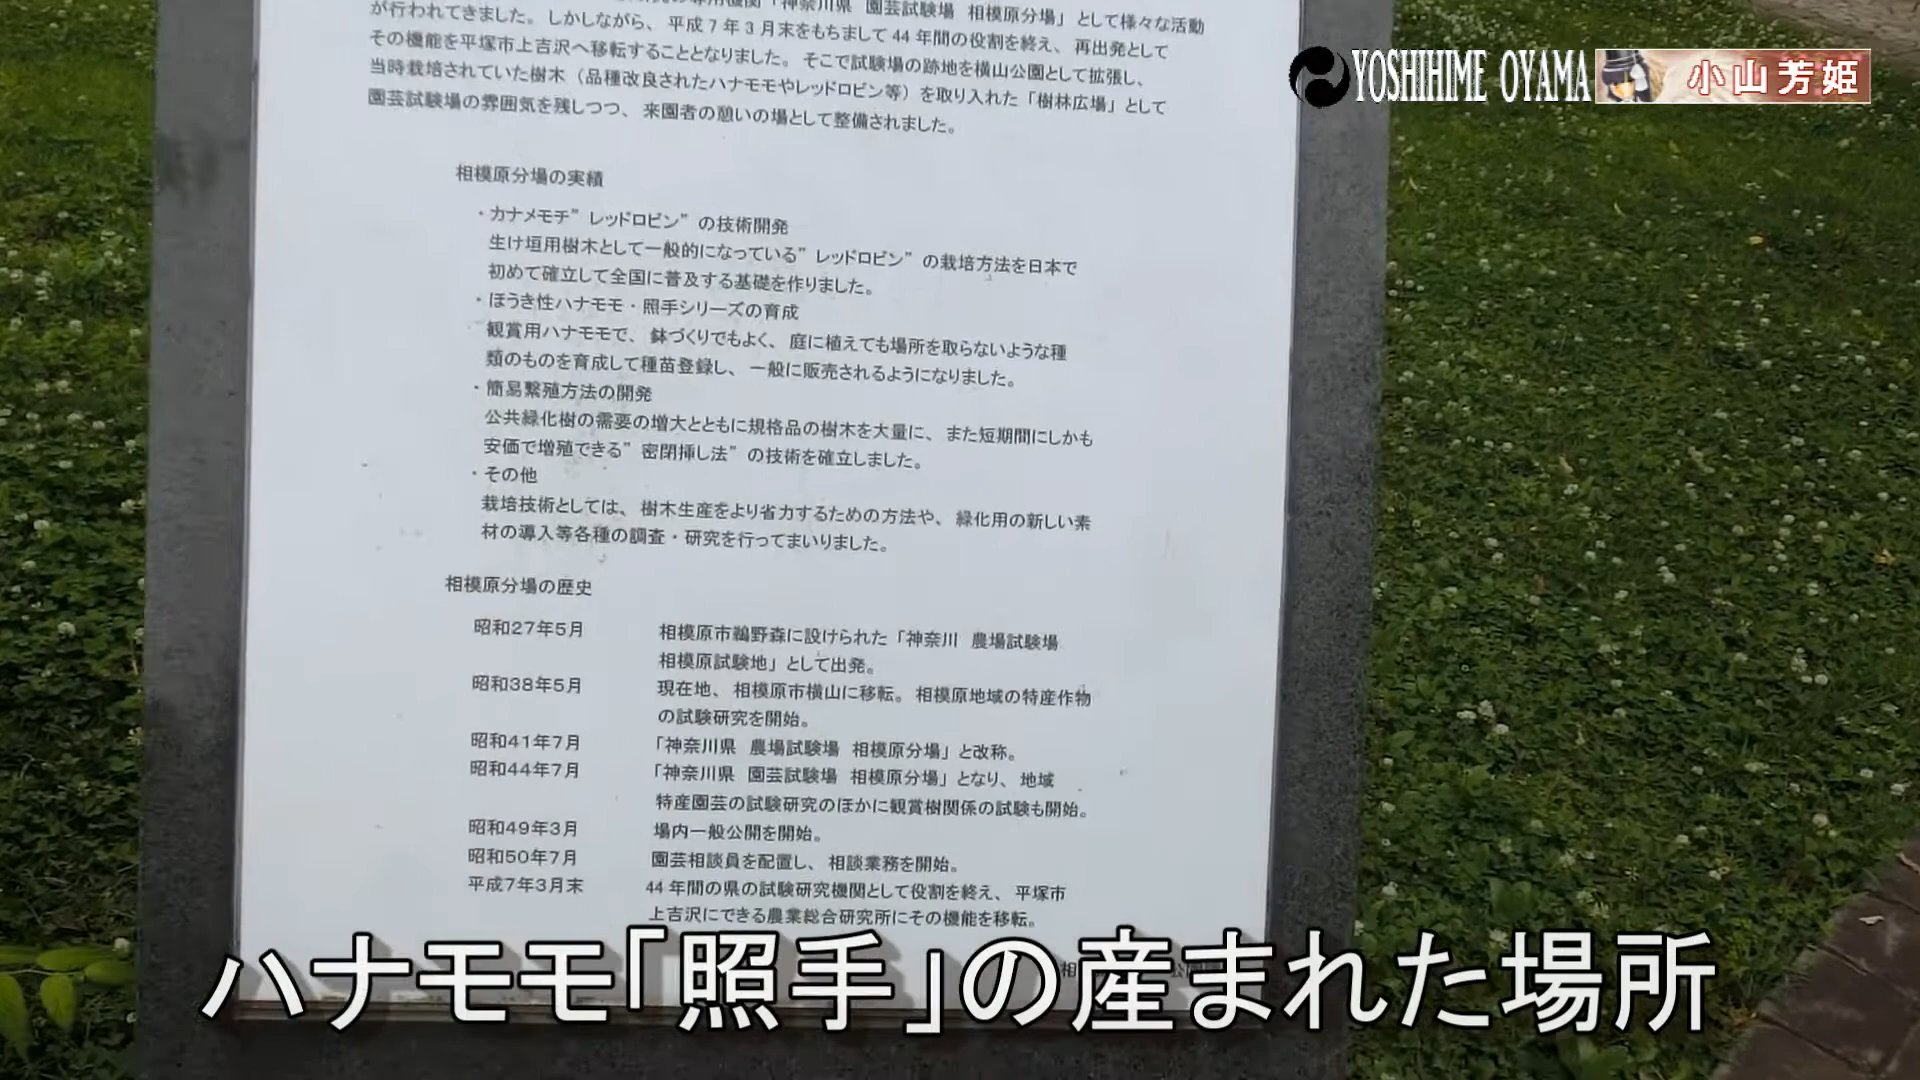 専用機関「神奈川県 園芸試験場 相模原分場」として様々な活動
が行われてきました。しかしながら、平成7年3月末をもちまして44年間の役割を終え、再出発として
その機能を平塚市上吉沢へ移転することとなりました。そこで試験場の跡地を横山公園として拡張し、
当時栽培されていた樹木（品種改良されたハナモモやレッドロビン等）を取り入れた「樹林広場」として
園芸試験場の雰囲気を残しつつ、来園者の憩いの場として整備されました。
YOSHIHIME OYAMA 小山芳姫
相模原分場の実績
・カナメモチ”レッドロビン”の技術開発
生け垣用樹木として一般的になっている”レッドロビン”の栽培方法を日本で
初めて確立して全国に普及する基礎を作りました。
・ほうき性ハナモモ・照手シリーズの育成
観賞用ハナモモで、鉢づくりでもよく、庭に植えても場所を取らないような種
類のものを育成して種苗登録し、一般に販売されるようになりました。
・簡易繁殖方法の開発
公共緑化樹の需要の増大とともに規格品の樹木を大量に、また短期間にしかも
安価で増殖できる”密閉挿し法”の技術を確立しました。
・その他
栽培技術としては、樹木生産をより省力するための方法や、緑化用の新しい素
材の導入等各種の調査・研究を行ってまいりました。
相模原分場の歴史
昭和27年5月 相模原市鵜野森に設けられた「神奈川 農場試験場
相模原試験地」として出発。
昭和38年5月 現在地、相模原市横山に移転。相模原地域の特産作物
の試験研究を開始。
昭和41年7月 「神奈川県 農場試験場 相模原分場」と改称。
昭和44年7月 「神奈川県 園芸試験場 相模原分場」となり、地域
特産園芸の試験研究のほかに観賞樹関係の試験も開始。
昭和49年3月 場内一般公開を開始。
昭和50年7月 園芸相談員を配置し、相談業務を開始。
平成7年3月末 44年間の県の試験研究機関として役割を終え、平塚市
上吉沢にできる農業総合研究所にその機能を移転。
ハナモモ「照手」の産まれた場所